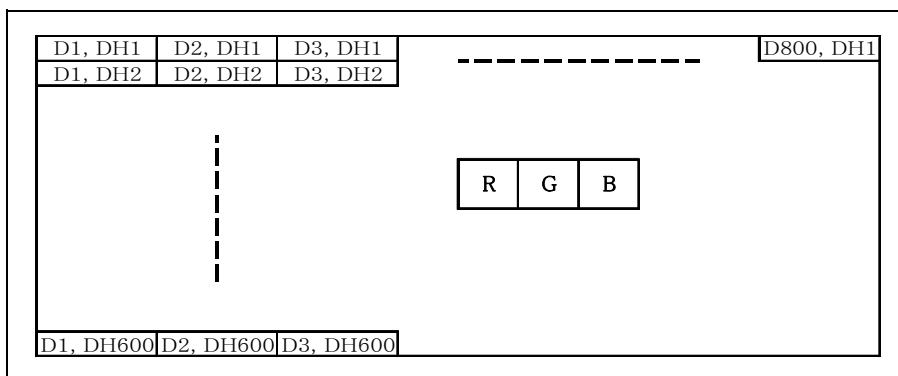 D1, DH1 D2, DH1 D3, DH1 D800, DH1
D1, DH2 D2, DH2 D3, DH2
R G B
D1, DH600 D2, DH600 D3, DH600